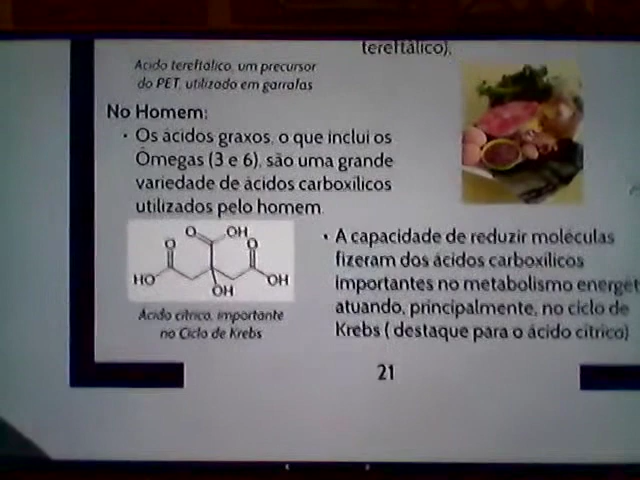 tereftálico).
Ácido tereftálico, um precursor
do PET, utilizado em garrafas
No Homem:
• Os ácidos graxos, o que inclui os
Ômegas (3 e 6), são uma grande
variedade de ácidos carboxílicos
utilizados pelo homem.
O
OH
O
O
HO
OH
OH
Ácido cítrico, importante
no Ciclo de Krebs
• A capacidade de reduzir moléculas
fizeram dos ácidos carboxílicos
importantes no metabolismo energét
atuando, principalmente, no ciclo de
Krebs ( destaque para o ácido cítrico)
21